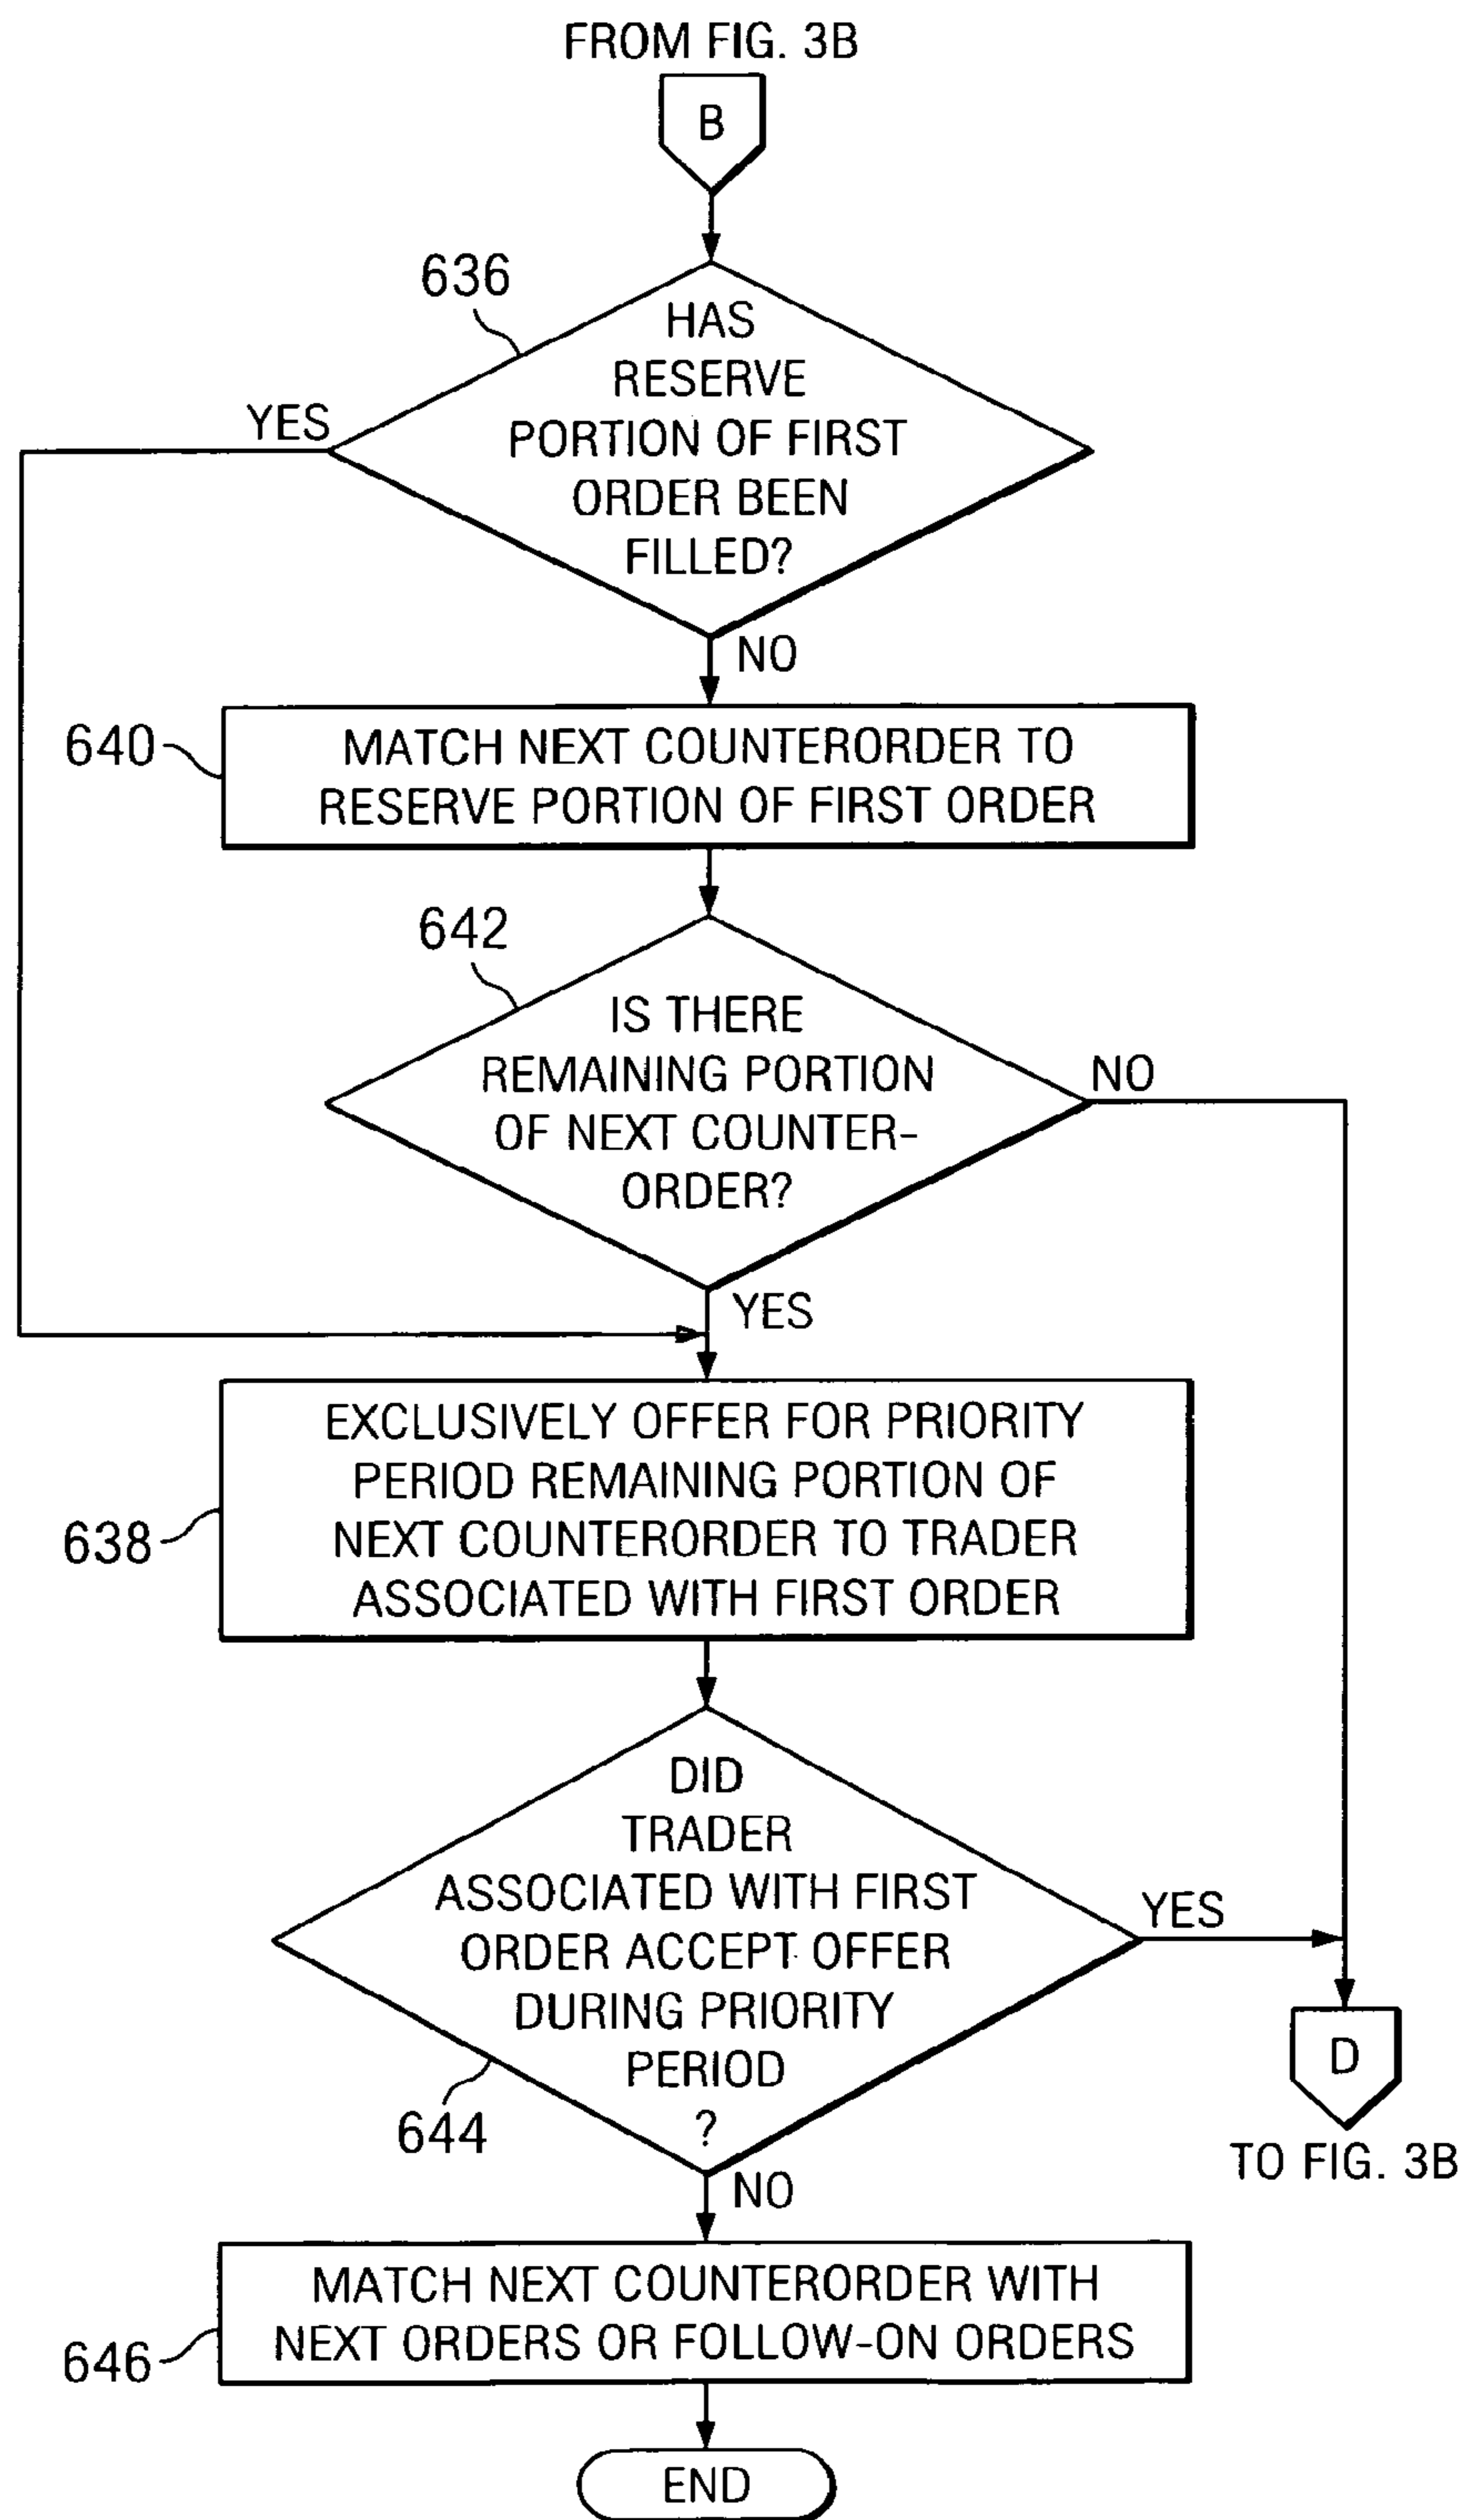 FROM FIG. 3B
B
636
HAS
RESERVE
PORTION OF FIRST
ORDER BEEN
FILLED?
YES
NO
640
MATCH NEXT COUNTERORDER TO
RESERVE PORTION OF FIRST ORDER
642
IS THERE
REMAINING PORTION
OF NEXT COUNTER-
ORDER?
NO
YES
638
EXCLUSIVELY OFFER FOR PRIORITY
PERIOD REMAINING PORTION OF
NEXT COUNTERORDER TO TRADER
ASSOCIATED WITH FIRST ORDER
DID
TRADER
ASSOCIATED WITH FIRST
ORDER ACCEPT OFFER
DURING PRIORITY
PERIOD
?
YES
644
D
TO FIG. 3B
NO
646
MATCH NEXT COUNTERORDER WITH
NEXT ORDERS OR FOLLOW-ON ORDERS
END